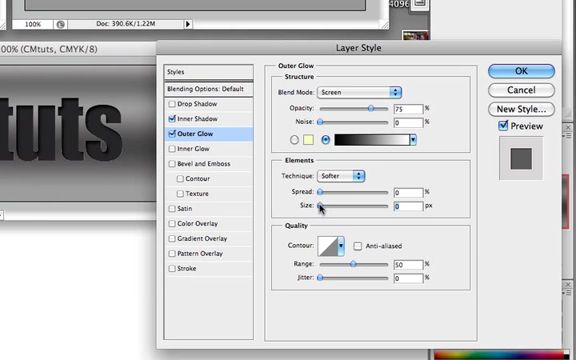 100%
Doc: 390.6K/1.22M
4096
00% (CMtuts, CMYK/8)
Layer Style
tuts
Styles
Blending Options: Default
Drop Shadow
Inner Shadow
Outer Glow
Inner Glow
Bevel and Emboss
Contour
Texture
Satin
Color Overlay
Gradient Overlay
Pattern Overlay
Stroke
Outer Glow
Structure
Blend Mode: Screen
Opacity: 75 %
Noise: 0 %
Elements
Technique: Softer
Spread: 0 %
Size: 0 px
Quality
Contour: Anti-aliased
Range: 50 %
Jitter: 0 %
OK
Cancel
New Style...
Preview